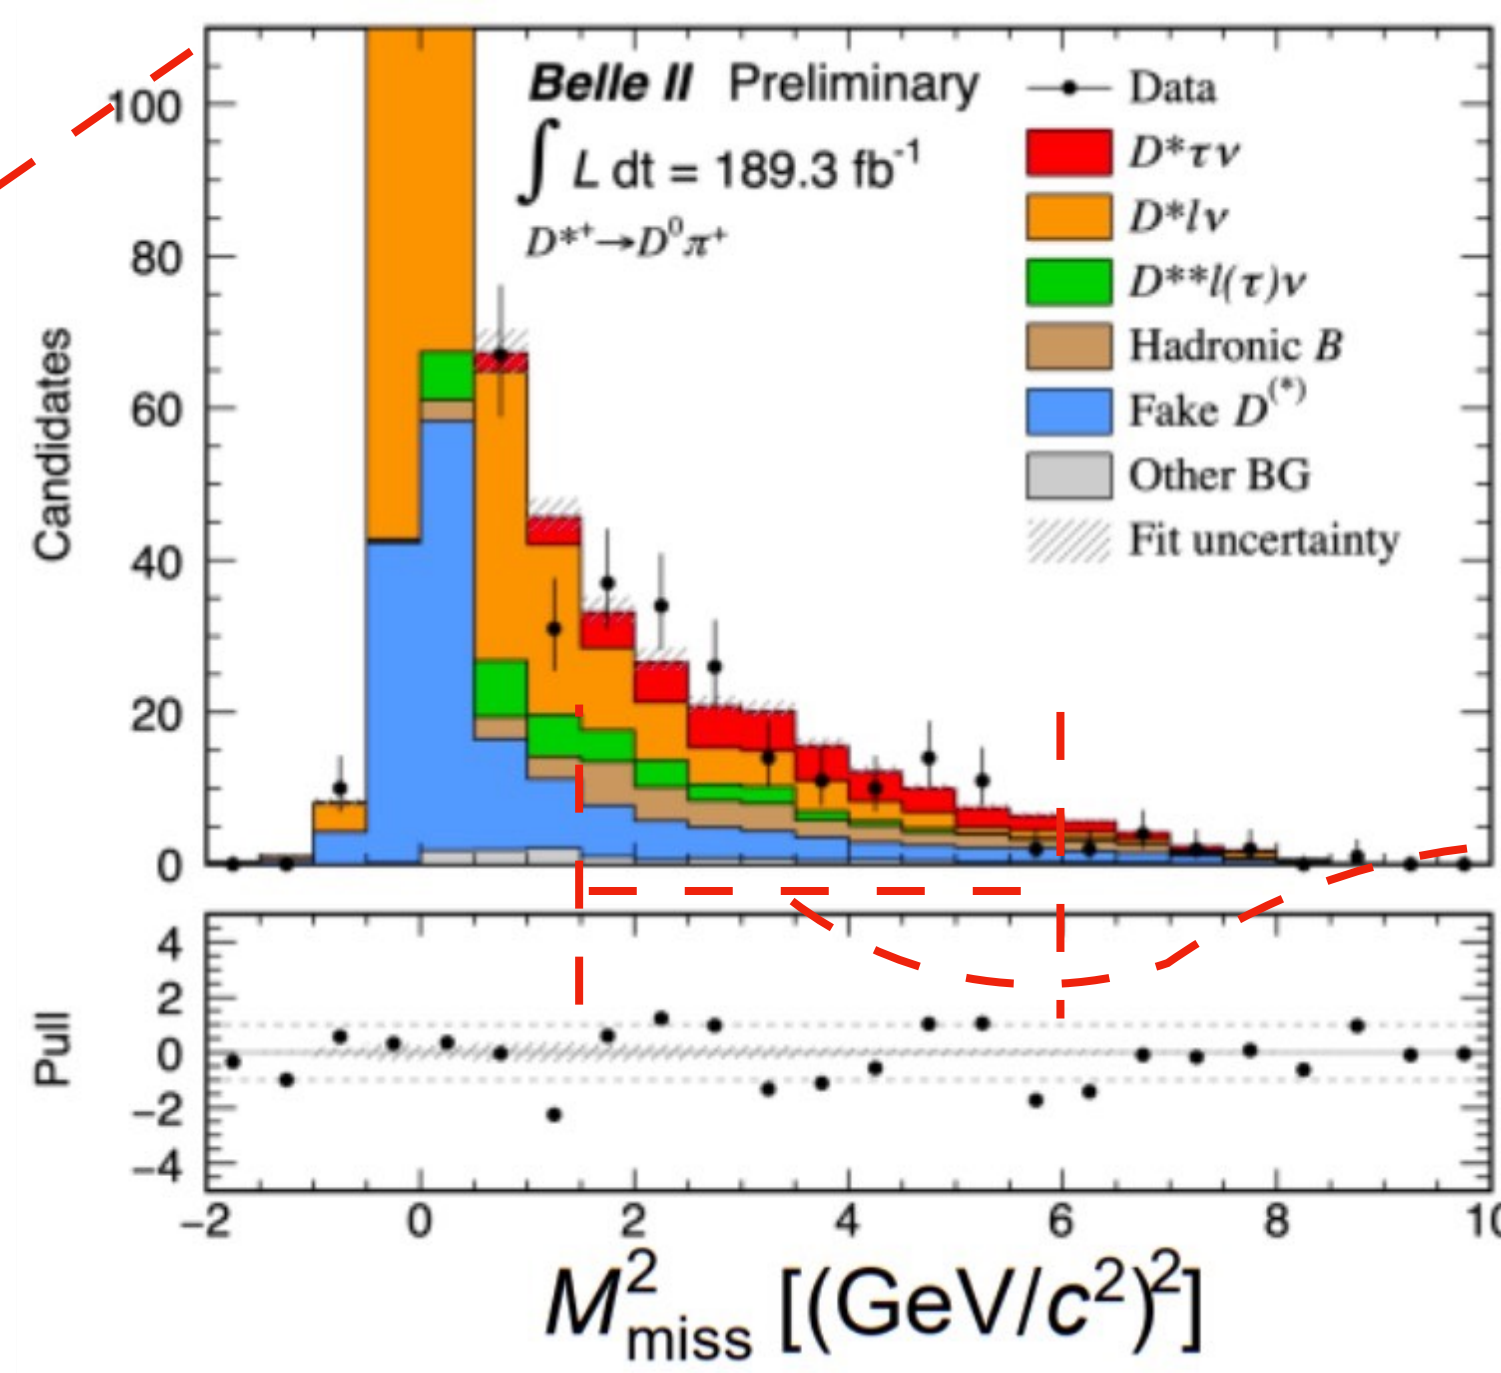 Belle II Preliminary
∫ L dt = 189.3 fb⁻¹
D*⁺→D⁰π⁺
Data
D*τν
D*lν
D**l(τ)ν
Hadronic B
Fake D⁽*⁾
Other BG
Fit uncertainty
Candidates
100
80
60
40
20
0
Pull
4
2
0
−2
−4
−2 0 2 4 6 8 10
M²miss [(GeV/c²)²]